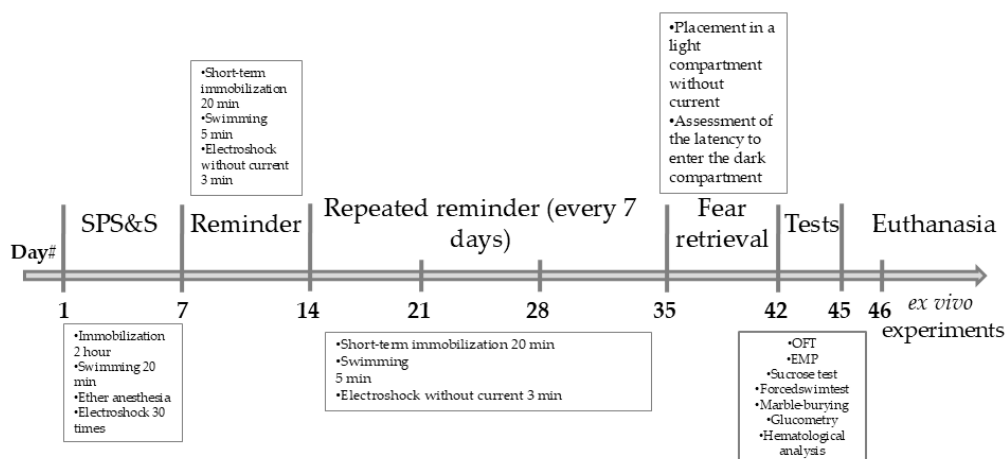 •Short-term
immobilization
20 min
•Swimming
5 min
•Electroshock
without current
3 min
•Placement in a
light
compartment
without
current
•Assessment of
the latency to
enter the dark
compartment
SPS&S
Reminder
Repeated reminder (every 7
days)
Fear
retrieval
Tests
Euthanasia
Day#
1
7
14
21
28
35
42
45
46
ex vivo
experiments
•Immobilization
2 hour
•Swimming 20
min
•Ether anesthesia
•Electroshock 30
times
•Short-term immobilization 20 min
•Swimming
5 min
•Electroshock without current 3 min
•OFT
•EMP
•Sucrose test
•Forcedswimtest
•Marble-burying
•Glucometry
•Hematological
analysis